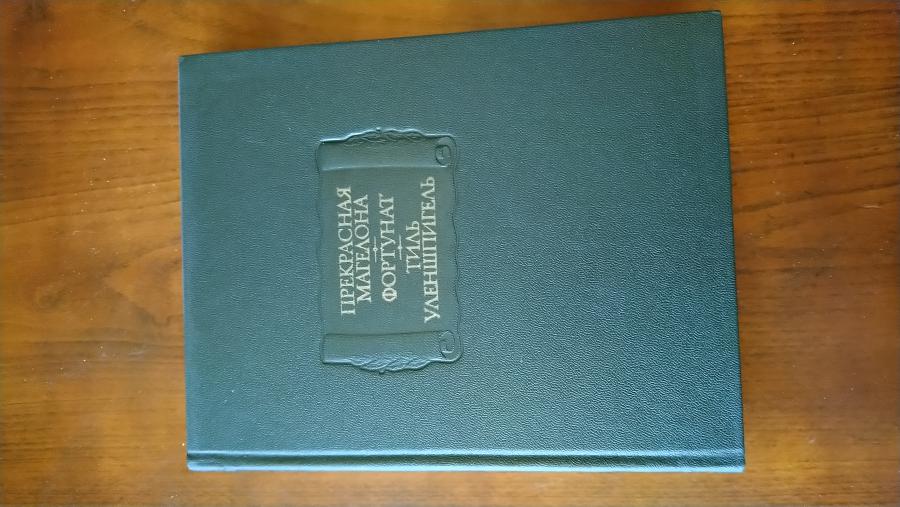 ПРЕКРАСНАЯ
МАГЕЛОНА
ФОРТУНАТ
ТИЛЬ
УЛЕНШПИГЕЛЬ